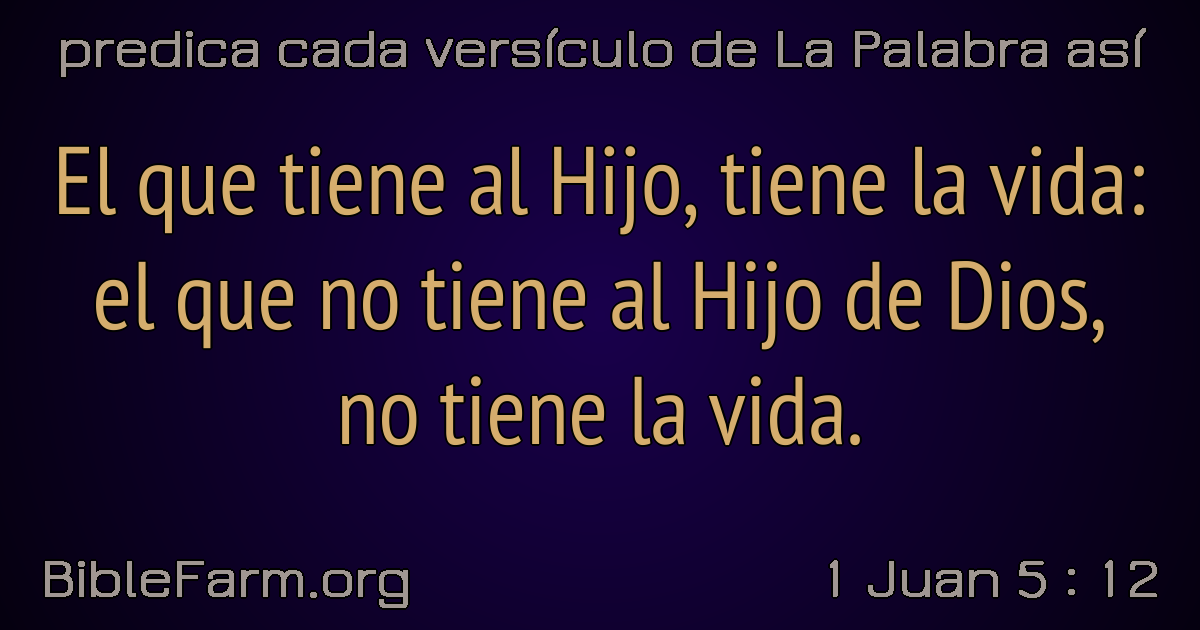 predica cada versículo de La Palabra así
El que tiene al Hijo, tiene la vida:
el que no tiene al Hijo de Dios,
no tiene la vida.
BibleFarm.org
1 Juan 5 : 12